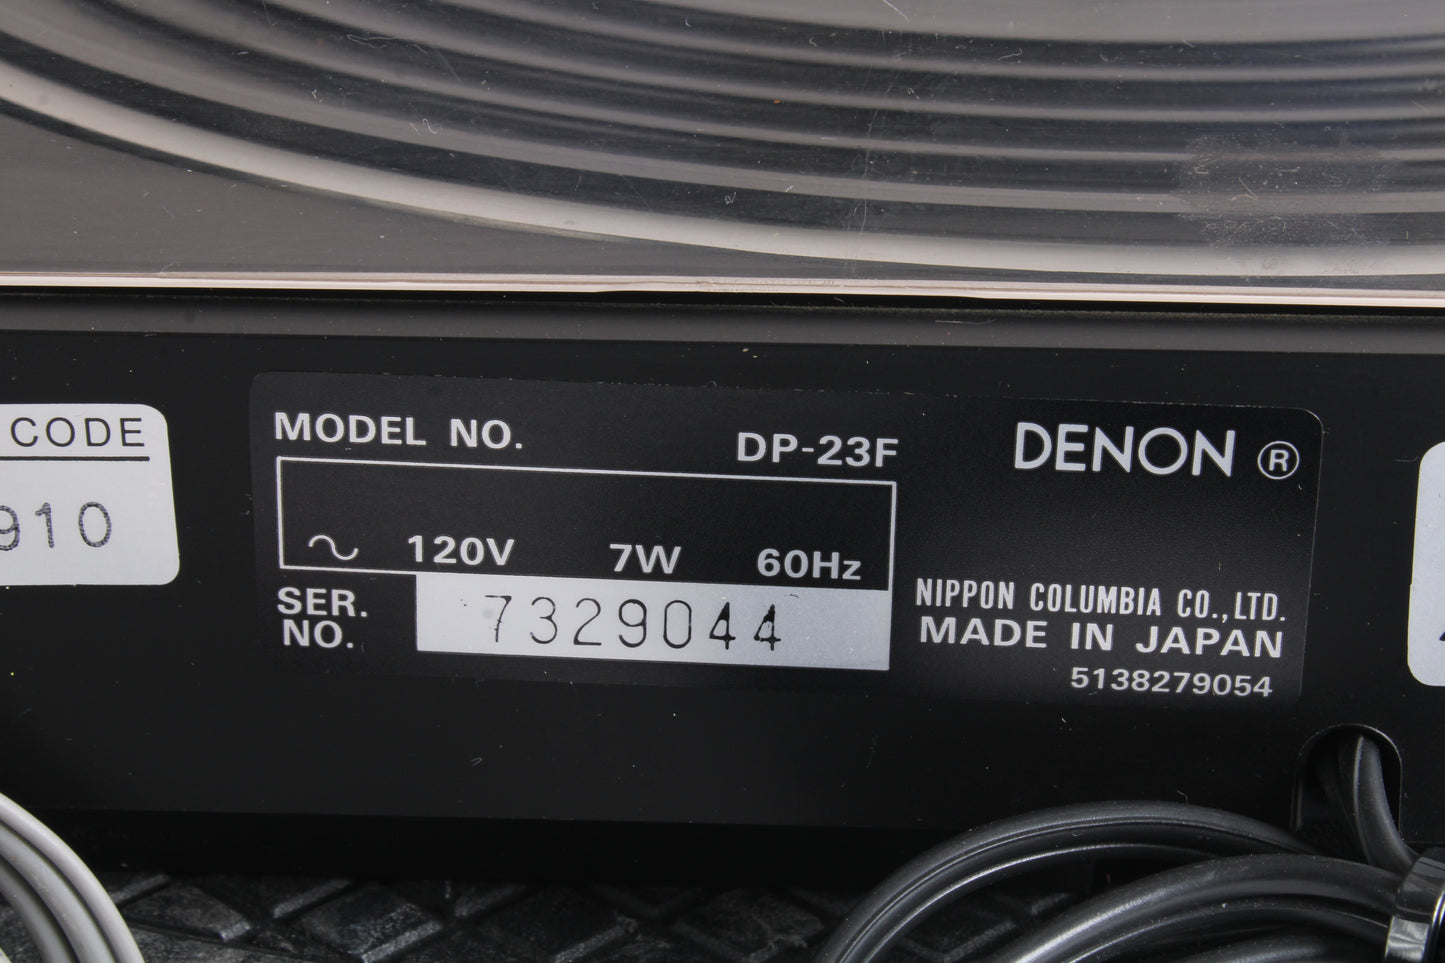 CODE
910
MODEL NO. DP-23F
DENON ®
120V 7W 60Hz
SER. NO. 7329044
NIPPON COLUMBIA CO.,LTD.
MADE IN JAPAN
5138279054